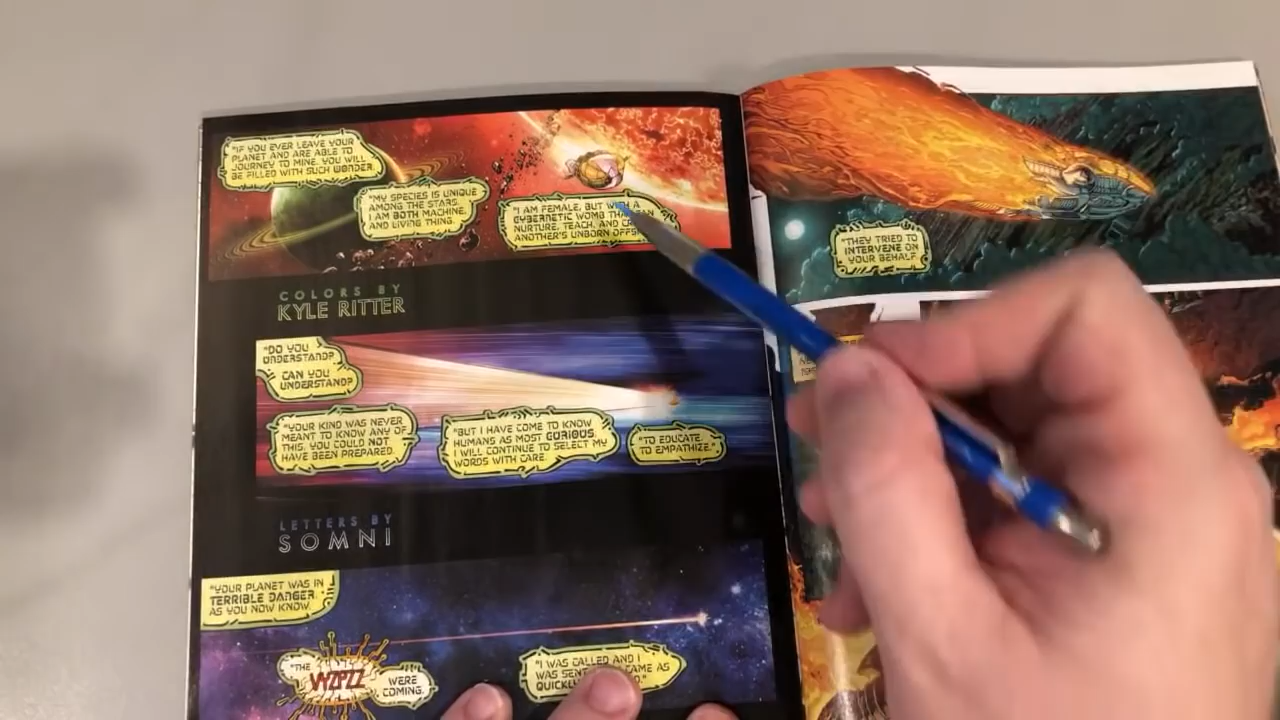 "IF YOU EVER LEAVE YOUR
PLANET AND ARE ABLE TO
JOURNEY TO MINE, YOU WILL
BE FILLED WITH SUCH WONDER.
"MY SPECIES IS UNIQUE
AMONG THE STARS.
I AM BOTH MACHINE,
AND LIVING THING.
"I AM FEMALE, BUT WITH A
CYBERNETIC WOMB
NURTURE, TEACH, AND
ANOTHER'S UNBORN
COLORS BY
KYLE RITTER
"DO YOU
UNDERSTAND?
CAN YOU
UNDERSTAND?
"YOUR KIND WAS NEVER
MEANT TO KNOW ANY OF
THIS. YOU COULD NOT
HAVE BEEN PREPARED.
"BUT I HAVE COME TO KNOW
HUMANS AS MOST CURIOUS.
I WILL CONTINUE TO SELECT MY
WORDS WITH CARE.
"TO EDUCATE.
TO EMPATHIZE."
LETTERS BY
SOMNI
"YOUR PLANET WAS IN
TERRIBLE DANGER,
AS YOU NOW KNOW.
"THE
VYZPZZ
WERE
COMING.
"I WAS CALLED AND I
WAS SENT. CAME AS
QUICKLY
"THEY TRIED TO
INTERVENE ON
YOUR BEHALF